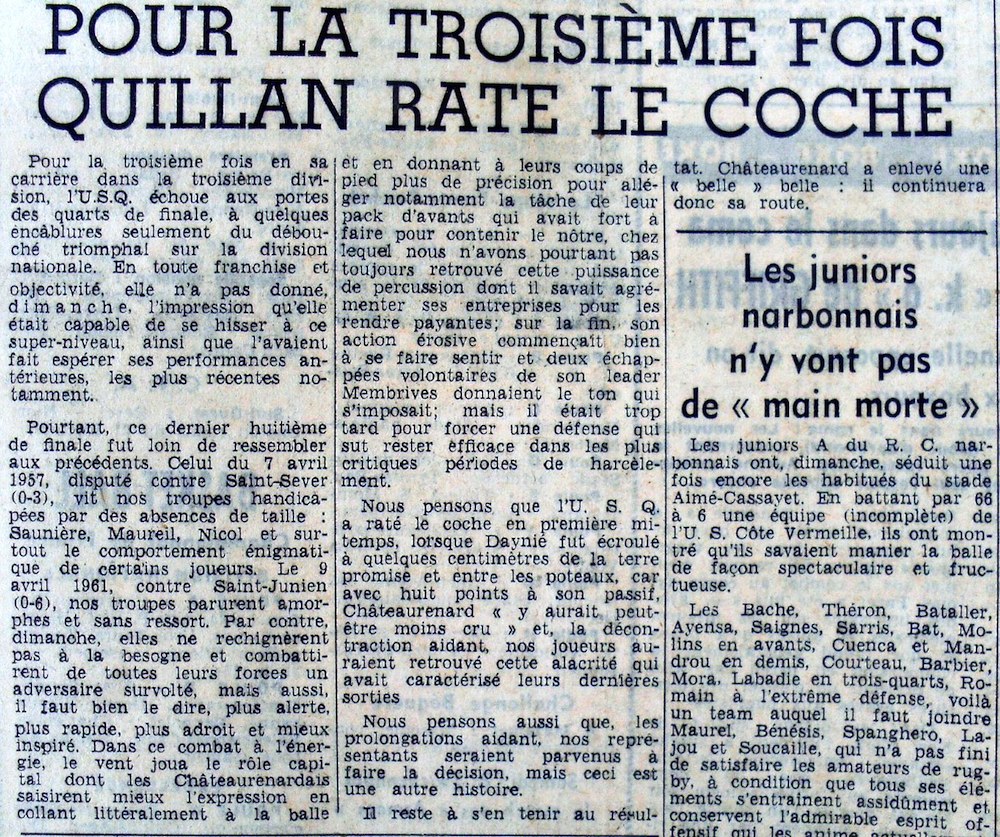 POUR LA TROISIÈME FOIS
QUILLAN RATE LE COCHE
Pour la troisième fois en sa
carrière dans la troisième divi-
sion, l'U.S.Q. échoue aux portes
des quarts de finale, à quelques
encâblures seulement du débou-
ché triomphal sur la division
nationale. En toute franchise et
objectivité, elle n'a pas donné,
dimanche, l'impression qu'elle
était capable de se hisser à ce
super-niveau, ainsi que l'avaient
fait espérer ses performances an-
térieures, les plus récentes no-
tamment.
Pourtant, ce dernier huitième
de finale fut loin de ressembler
aux précédents. Celui du 7 avril
1957, disputé contre Saint-Sever
(0-3), vit nos troupes handica-
pées par des absences de taille :
Saunière, Maureil, Nicol et sur-
tout le comportement énigmati-
que de certains joueurs. Le 9
avril 1961, contre Saint-Junien
(0-6), nos troupes parurent amor-
phes et sans ressort. Par contre,
dimanche, elles ne rechignèrent
pas à la besogne et combatti-
rent de toutes leurs forces un
adversaire survolté, mais aussi,
il faut bien le dire, plus alerte,
plus rapide, plus adroit et mieux
inspiré. Dans ce combat à l'éner-
gie, le vent joua le rôle capi-
tal dont les Châteaurenardais
saisirent mieux l'expression en
collant littéralement à la balle
et en donnant à leurs coups de
pied plus de précision pour allé-
ger notamment la tâche de leur
pack d'avants qui avait fort à
faire pour contenir le nôtre, chez
lequel nous n'avons pourtant pas
toujours retrouvé cette puissance
de percussion dont il savait agré-
menter ses entreprises pour les
rendre payantes; sur la fin, son
action érosive commençait bien
à se faire sentir et deux échap-
pées volontaires de son leader
Membrives donnaient le ton qui
s'imposait; mais il était trop
tard pour forcer une défense qui
sut rester efficace dans les plus
critiques périodes de harcèle-
ment.
Nous pensons que l'U. S. Q.
a raté le coche en première mi-
temps, lorsque Daynié fut écroulé
à quelques centimètres de la terre
promise et entre les poteaux, car
avec huit points à son passif,
Châteaurenard « y aurait peut-
être moins cru » et, la décon-
traction aidant, nos joueurs au-
raient retrouvé cette alacrité qui
avait caractérisé leurs dernières
sorties
Nous pensons aussi que, les
prolongations aidant, nos repré-
sentants seraient parvenus à
faire la décision, mais ceci est
une autre histoire.
Il reste à s'en tenir au résul-
tat. Châteaurenard a enlevé une
« belle » belle : il continuera
donc sa route.
Les juniors
narbonnais
n'y vont pas
de « main morte »
Les juniors A du R. C. nar-
bonnais ont, dimanche, séduit une
fois encore les habitués du stade
Aimé-Cassayet. En battant par 66
à 6 une équipe (incomplète) de
l'U. S. Côte Vermeille, ils ont mon-
tré qu'ils savaient manier la balle
de façon spectaculaire et fruc-
tueuse.
Les Bache, Théron, Bataller,
Ayensa, Saignes, Sarris, Bat, Mo-
lins en avants, Cuenca et Man-
drou en demis, Courteau, Barbier,
Mora, Labadie en trois-quarts, Ro-
main à l'extrême défense, voilà
un team auquel il faut joindre
Maurel, Bénésis, Spanghero, La-
jou et Soucaille, qui n'a pas fini
de satisfaire les amateurs de rug-
by, à condition que tous ses élé-
ments s'entrainent assidûment et
conservent l'admirable esprit of-
fensif qui les anime